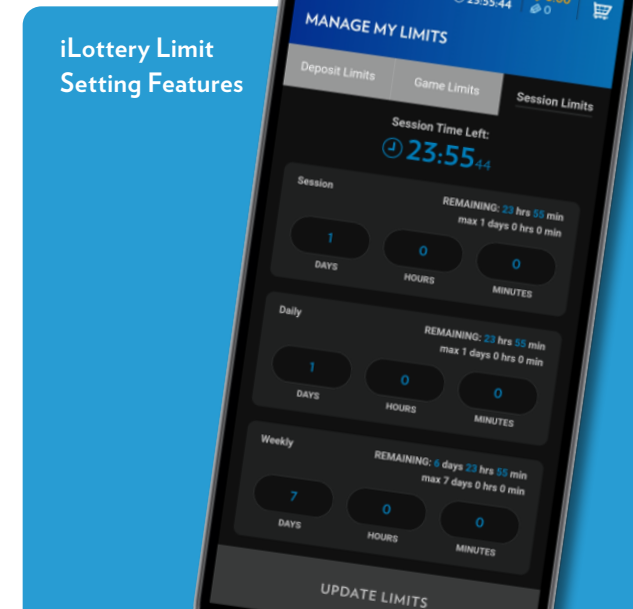 iLottery Limit
Setting Features
23:55:44
0
MANAGE MY LIMITS
Deposit Limits
Game Limits
Session Limits
Session Time Left:
23:55:44
Session
REMAINING: 23 hrs 55 min
max 1 days 0 hrs 0 min
1
0
0
DAYS
HOURS
MINUTES
Daily
REMAINING: 23 hrs 55 min
max 1 days 0 hrs 0 min
1
0
0
DAYS
HOURS
MINUTES
Weekly
REMAINING: 6 days 23 hrs 55 min
max 7 days 0 hrs 0 min
7
0
0
DAYS
HOURS
MINUTES
UPDATE LIMITS